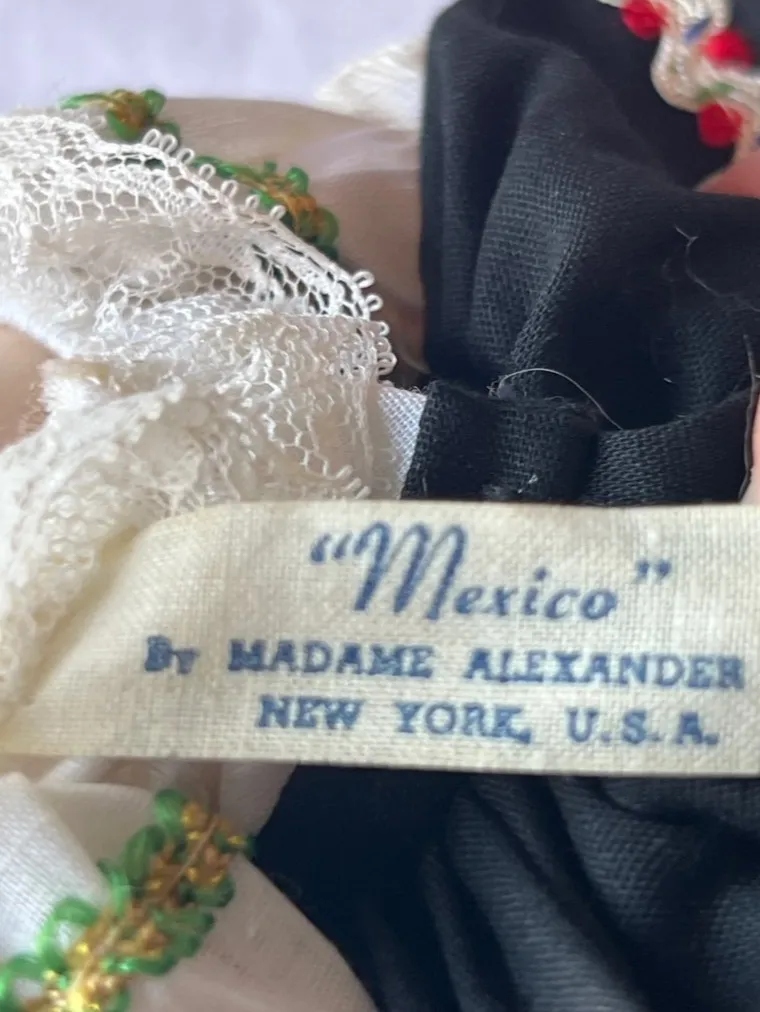 “Mexico”
By MADAME ALEXANDER
NEW YORK, U.S.A.